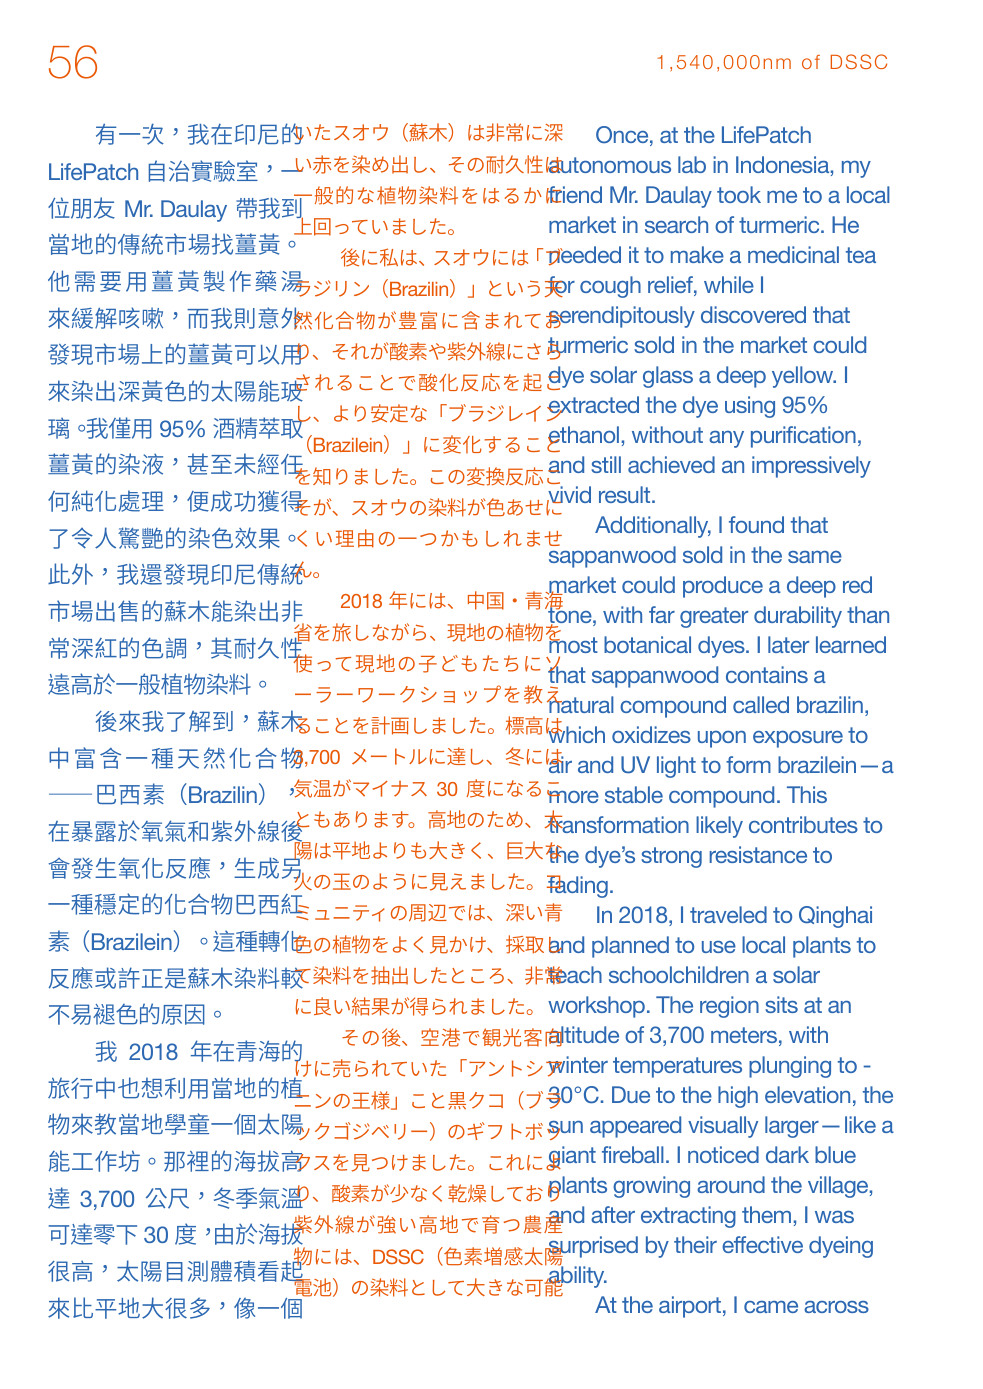 56
1,540,000nm of DSSC
有一次，我在印尼的
LifePatch 自治實驗室，一
位朋友 Mr. Daulay 帶我到
當地的傳統市場找薑黃。
他需要用薑黃製作藥湯
來緩解咳嗽，而我則意外
發現市場上的薑黃可以用
來染出深黃色的太陽能玻
璃。我僅用 95% 酒精萃取
薑黃的染液，甚至未經任
何純化處理，便成功獲得
了令人驚艷的染色效果。
此外，我還發現印尼傳統
市場出售的蘇木能染出非
常深紅的色調，其耐久性
遠高於一般植物染料。
後來我了解到，蘇木
中富含一種天然化合物
——巴西素（Brazilin），
在暴露於氧氣和紫外線後
會發生氧化反應，生成另
一種穩定的化合物巴西紅
素（Brazilein）。這種轉化
反應或許正是蘇木染料較
不易褪色的原因。
我 2018 年在青海的
旅行中也想利用當地的植
物來教當地學童一個太陽
能工作坊。那裡的海拔高
達 3,700 公尺，冬季氣溫
可達零下 30 度，由於海拔
很高，太陽目測體積看起
來比平地大很多，像一個
いたスオウ（蘇木）は非常に深
い赤を染め出し、その耐久性は
一般的な植物染料をはるかに
上回っていました。
後に私は、スオウには「ブ
ラジリン（Brazilin）」という天
然化合物が豊富に含まれてお
り、それが酸素や紫外線にさら
されることで酸化反応を起こ
し、より安定な「ブラジレイン
（Brazilein）」に変化すること
を知りました。この変換反応こ
そが、スオウの染料が色あせに
くい理由の一つかもしれませ
ん。
2018 年には、中国・青海
省を旅しながら、現地の植物を
使って現地の子どもたちにソ
ーラーワークショップを教え
ることを計画しました。標高は
3,700 メートルに達し、冬には
気温がマイナス 30 度になるこ
ともあります。高地のため、太
陽は平地よりも大きく、巨大な
火の玉のように見えました。コ
ミュニティの周辺では、深い青
色の植物をよく見かけ、採取し
て染料を抽出したところ、非常
に良い結果が得られました。
その後、空港で観光客向
けに売られていた「アントシア
ニンの王様」こと黒クコ（ブラ
ックゴジベリー）のギフトボッ
クスを見つけました。これによ
り、酸素が少なく乾燥しており
紫外線が強い高地で育つ農産
物には、DSSC（色素増感太陽
電池）の染料として大きな可能
Once, at the LifePatch
autonomous lab in Indonesia, my
friend Mr. Daulay took me to a local
market in search of turmeric. He
needed it to make a medicinal tea
for cough relief, while I
serendipitously discovered that
turmeric sold in the market could
dye solar glass a deep yellow. I
extracted the dye using 95%
ethanol, without any purification,
and still achieved an impressively
vivid result.
Additionally, I found that
sappanwood sold in the same
market could produce a deep red
tone, with far greater durability than
most botanical dyes. I later learned
that sappanwood contains a
natural compound called brazilin,
which oxidizes upon exposure to
air and UV light to form brazilein—a
more stable compound. This
transformation likely contributes to
the dye’s strong resistance to
fading.
In 2018, I traveled to Qinghai
and planned to use local plants to
teach schoolchildren a solar
workshop. The region sits at an
altitude of 3,700 meters, with
winter temperatures plunging to -
30°C. Due to the high elevation, the
sun appeared visually larger—like a
giant fireball. I noticed dark blue
plants growing around the village,
and after extracting them, I was
surprised by their effective dyeing
ability.
At the airport, I came across